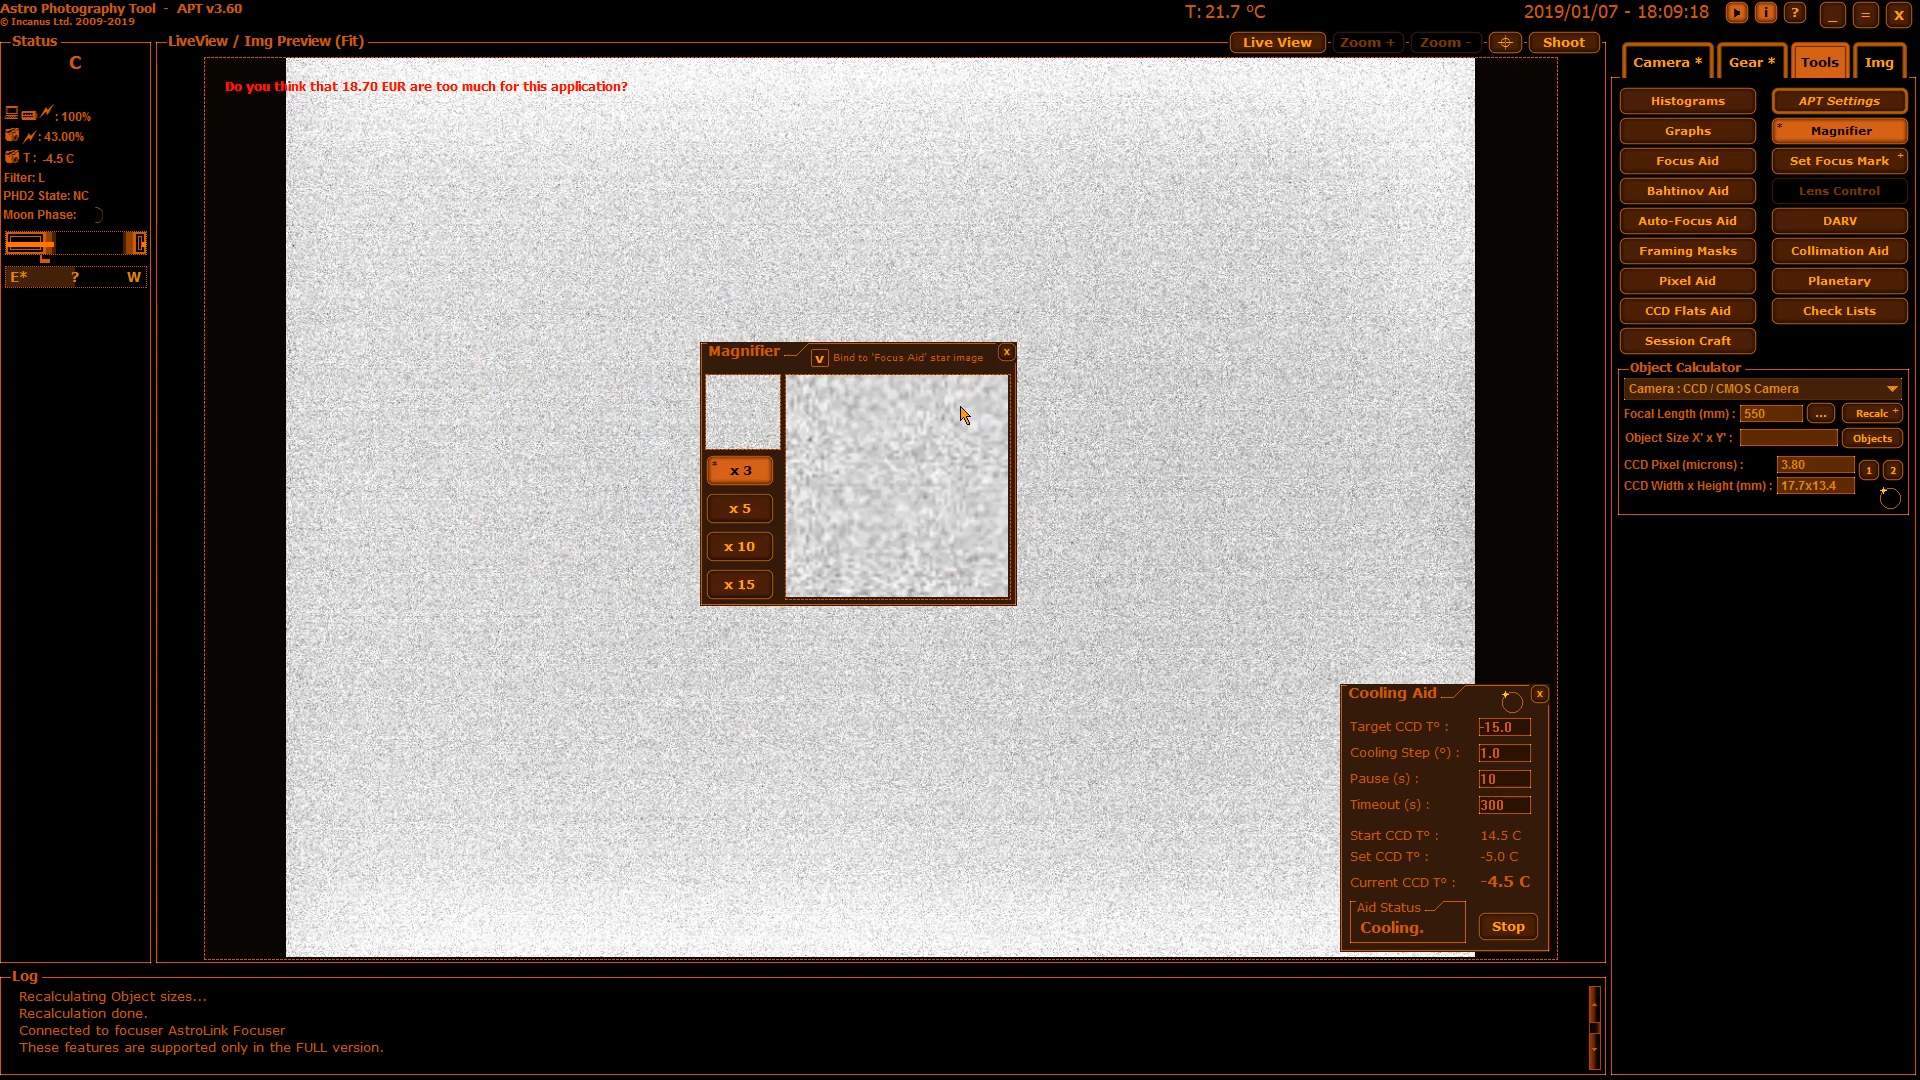 Astro Photography Tool - APT v3.60
© Incanus Ltd. 2009-2019
T: 21.7 °C
2019/01/07 - 18:09:18
i
?
_
=
X
Status
C
: 100%
: 43.00%
T : -4.5 C
Filter: L
PHD2 State: NC
Moon Phase:
E* ? W
LiveView / Img Preview (Fit)
Live View
Zoom +
Zoom -
Shoot
Do you think that 18.70 EUR are too much for this application?
Magnifier
v Bind to 'Focus Aid' star image
x
* x 3
x 5
x 10
x 15
Cooling Aid
x
Target CCD T° : -15.0
Cooling Step (°) : 1.0
Pause (s) : 10
Timeout (s) : 300
Start CCD T° : 14.5 C
Set CCD T° : -5.0 C
Current CCD T° : -4.5 C
Aid Status
Cooling.
Stop
Camera *
Gear *
Tools
Img
Histograms
APT Settings
Graphs
* Magnifier
Focus Aid
Set Focus Mark +
Bahtinov Aid
Lens Control
Auto-Focus Aid
DARV
Framing Masks
Collimation Aid
Pixel Aid
Planetary
CCD Flats Aid
Check Lists
Session Craft
Object Calculator
Camera : CCD / CMOS Camera
Focal Length (mm) : 550 ... Recalc +
Object Size X' x Y' : Objects
CCD Pixel (microns) : 3.80 1 2
CCD Width x Height (mm) : 17.7x13.4
Log
Recalculating Object sizes...
Recalculation done.
Connected to focuser AstroLink Focuser
These features are supported only in the FULL version.